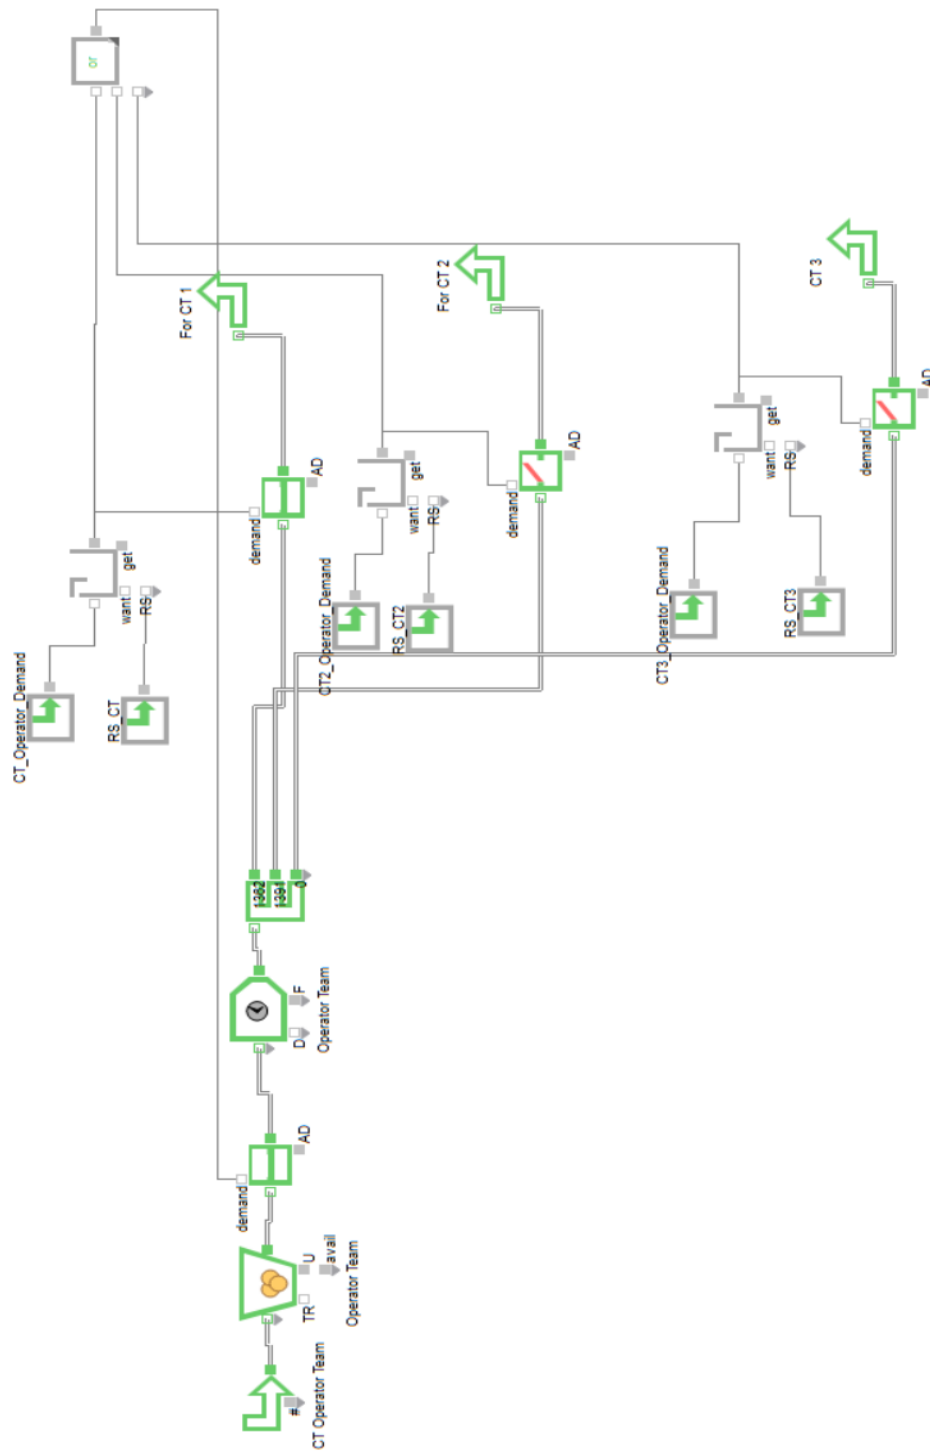 CT_Operator_Demand
or
RS_CT
want
get
RS
For CT 1
demand
demand
1362
1391
0
#
D
F
AD
TR
U
AD
CT Operator Team
Operator Team
CT2_Operator_Demand
avail
Operator Team
RS_CT2
want
get
RS
For CT 2
demand
AD
CT3_Operator_Demand
want
get
RS_CT3
RS
CT 3
demand
AD